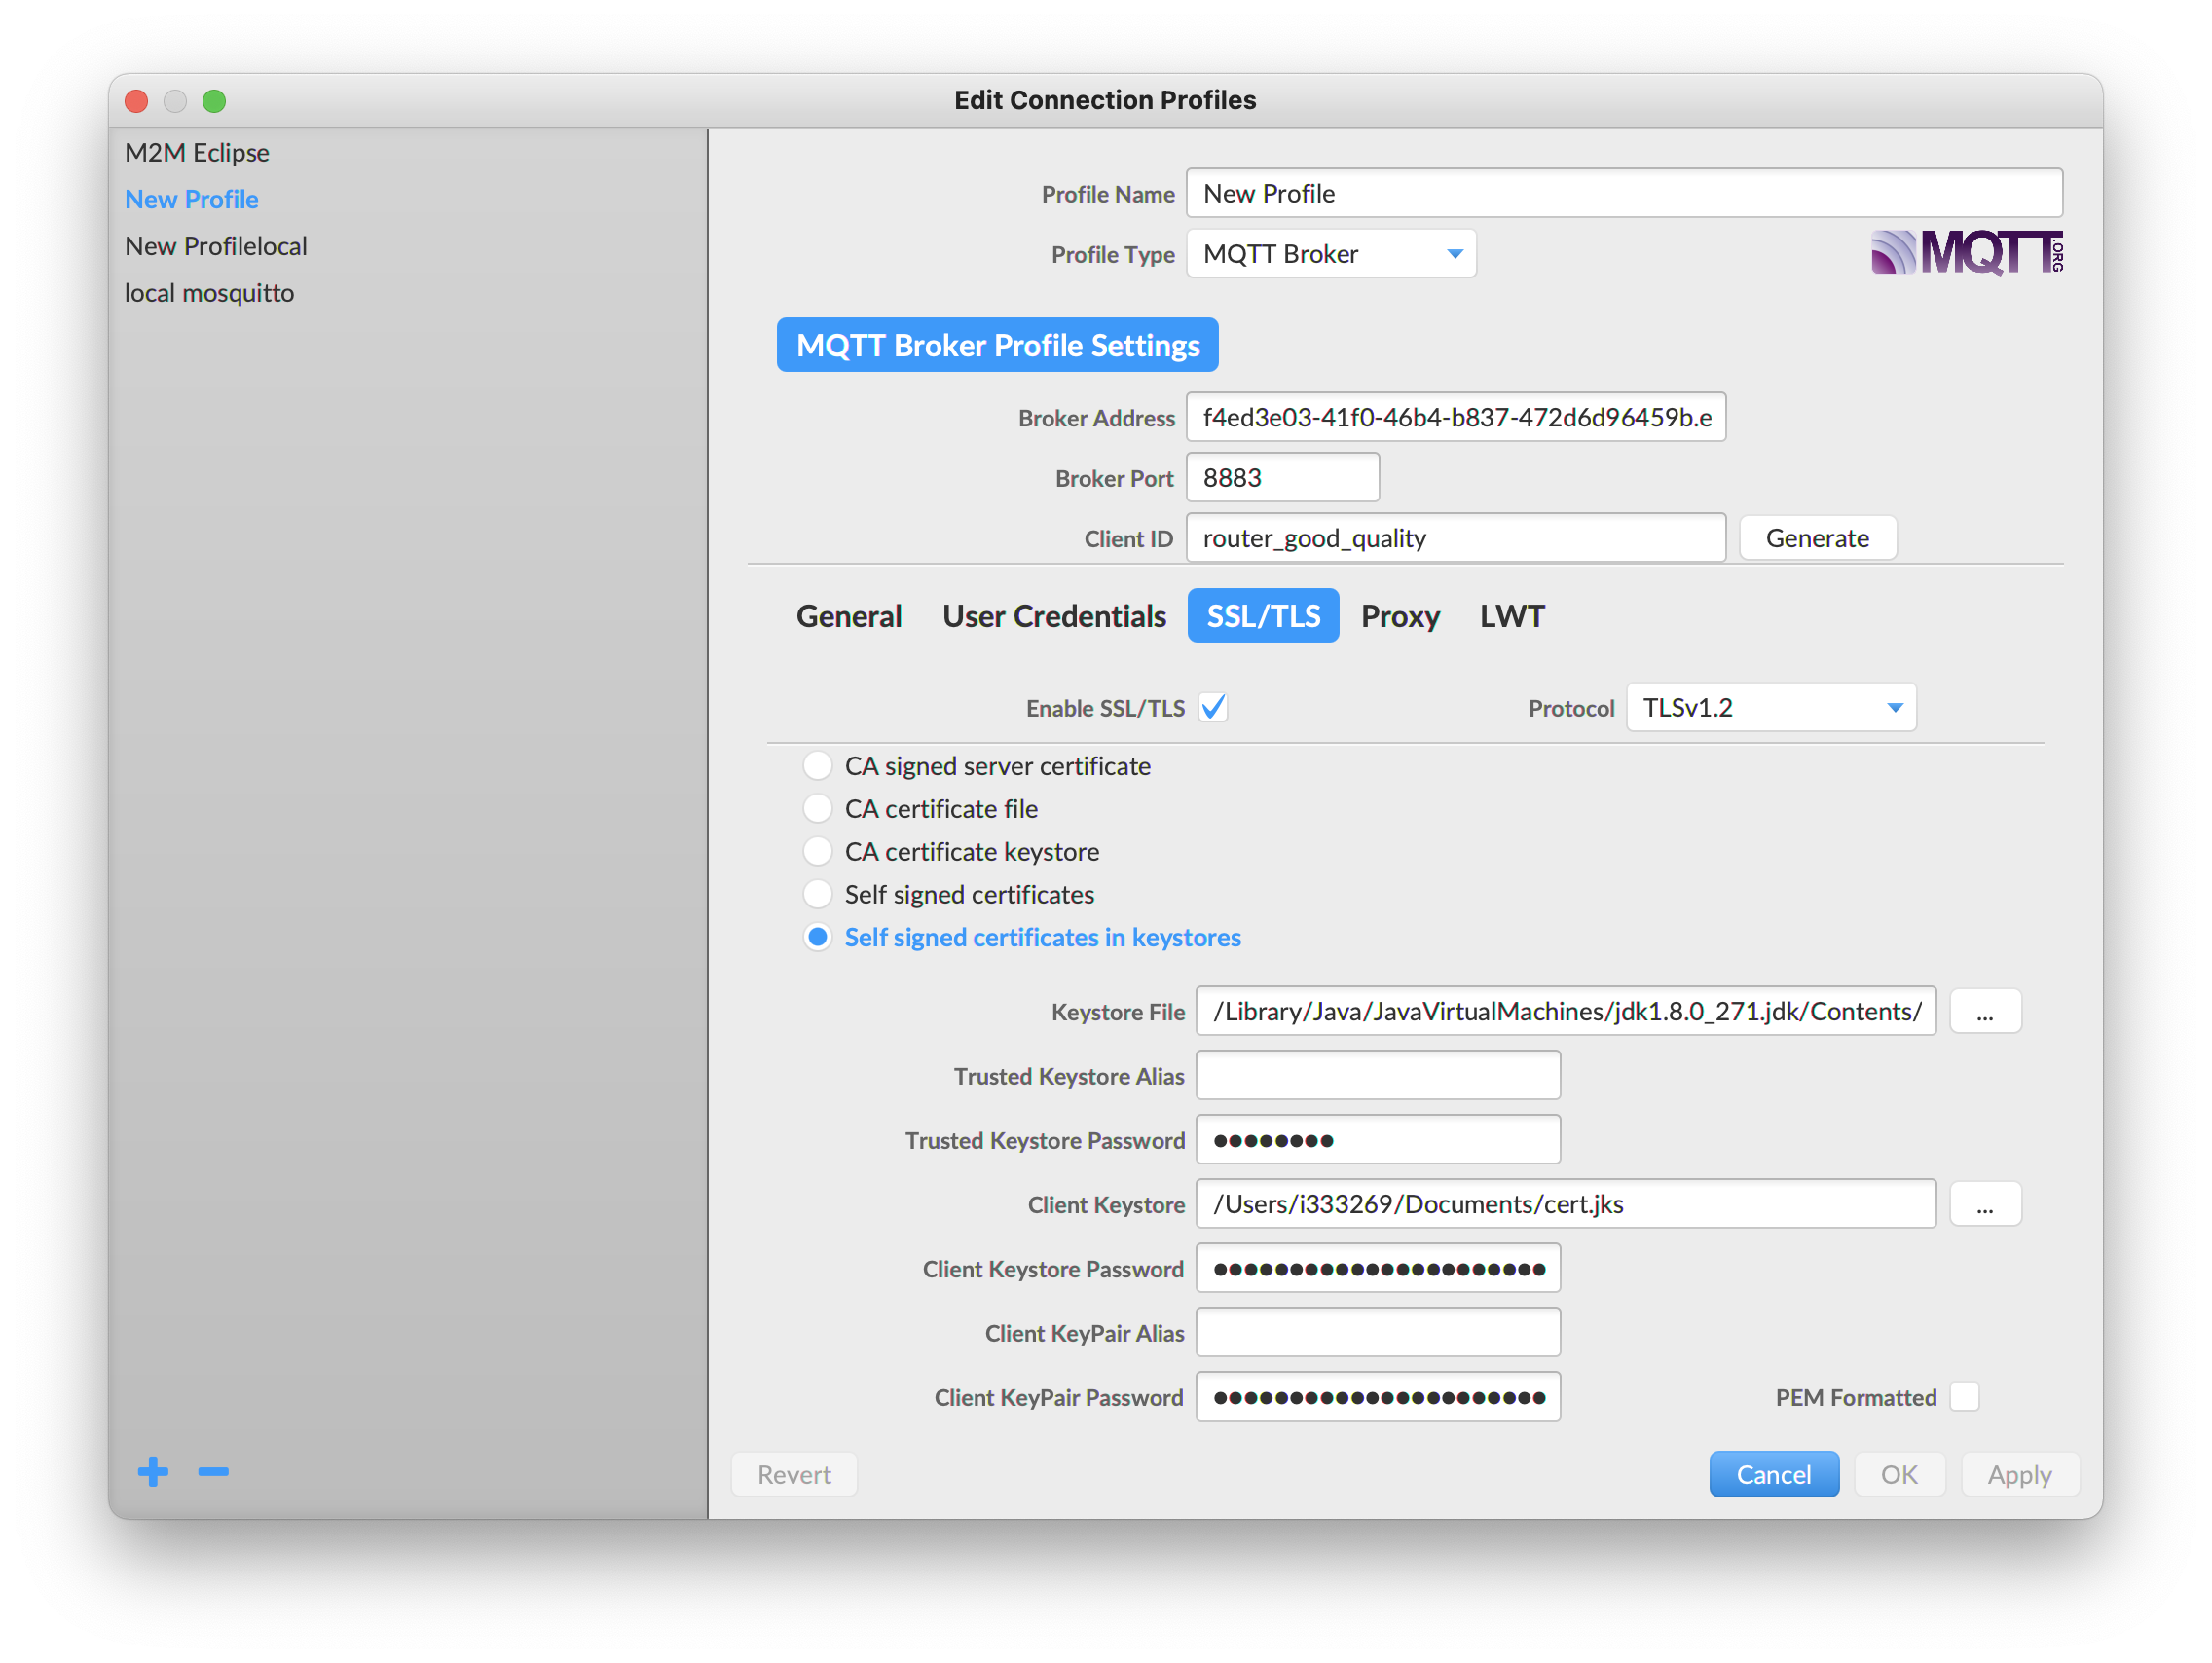 Edit Connection Profiles
M2M Eclipse
New Profile
New Profilelocal
local mosquitto
Profile Name New Profile
Profile Type MQTT Broker
MQTT.ORG
MQTT Broker Profile Settings
Broker Address f4ed3e03-41f0-46b4-b837-472d6d96459b.e
Broker Port 8883
Client ID router_good_quality Generate
General User Credentials SSL/TLS Proxy LWT
Enable SSL/TLS Protocol TLSv1.2
CA signed server certificate
CA certificate file
CA certificate keystore
Self signed certificates
Self signed certificates in keystores
Keystore File /Library/Java/JavaVirtualMachines/jdk1.8.0_271.jdk/Contents/ ...
Trusted Keystore Alias
Trusted Keystore Password ••••••••
Client Keystore /Users/i333269/Documents/cert.jks ...
Client Keystore Password ••••••••••••••••••••••
Client KeyPair Alias
Client KeyPair Password •••••••••••••••••••••• PEM Formatted
Revert Cancel OK Apply